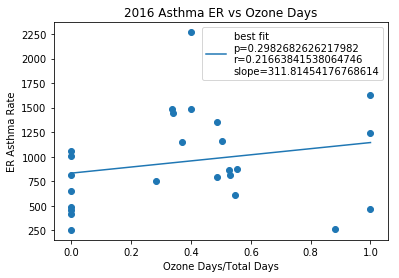 2016 Asthma ER vs Ozone Days
best fit
p=0.2982682626217982
r=0.21663841538064746
slope=311.81454176768614
ER Asthma Rate
2250
2000
1750
1500
1250
1000
750
500
250
0.0 0.2 0.4 0.6 0.8 1.0
Ozone Days/Total Days